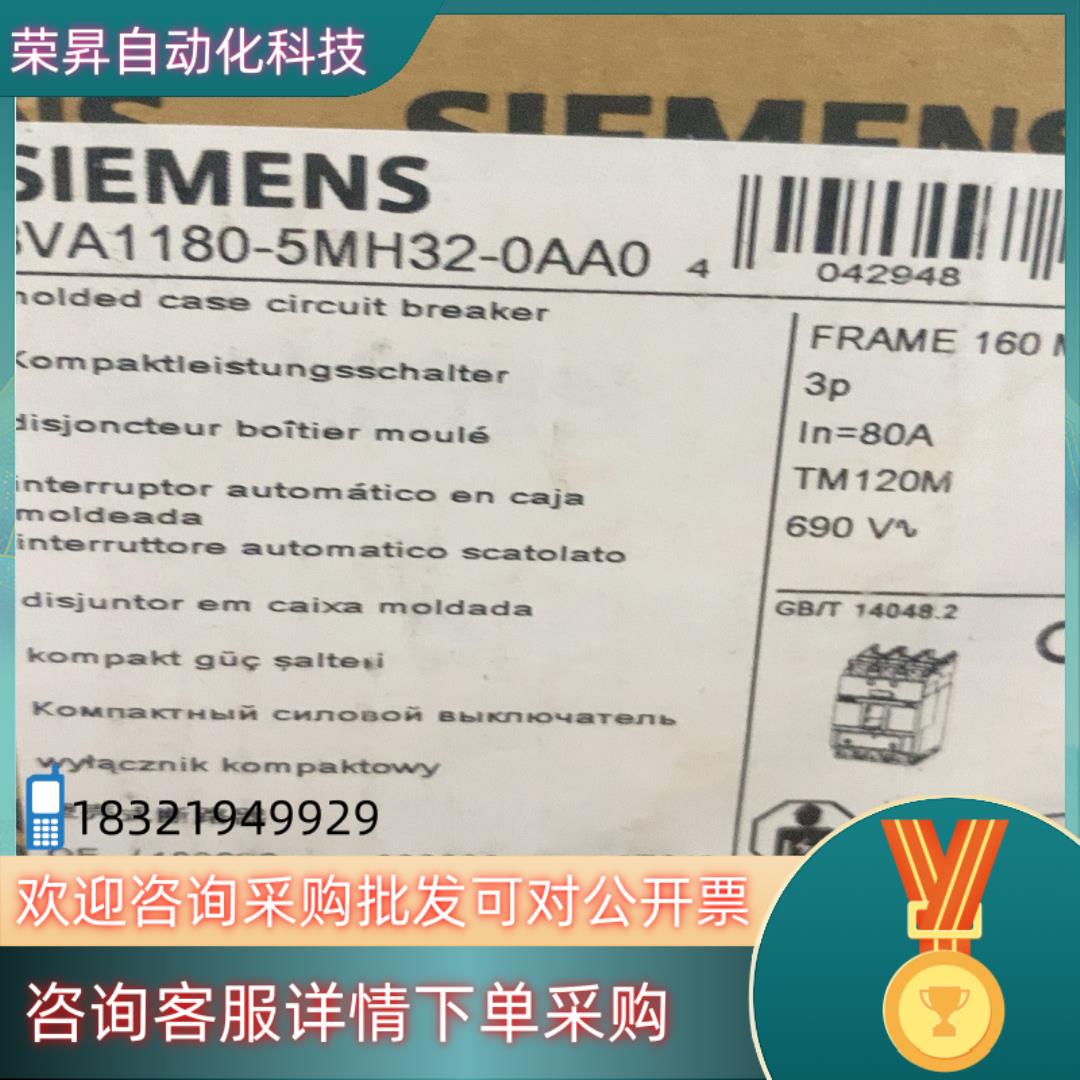 荣昇自动化科技
SIEMENS
SIEMENS
VA1180-5MH32-0AA0
4
042948
molded case circuit breaker
Kompaktleistungsschalter
disjoncteur boîtier moulé
interruptor automático en caja
moldeada
interruttore automatico scatolato
disjuntor em caixa moldada
kompakt güç şalteri
Компактный силовой выключатель
wyłącznik kompaktowy
FRAME 160
3p
In=80A
TM120M
690 V∿
GB/T 14048.2
18321949929
欢迎咨询采购批发可对公开票
咨询客服详情下单采购